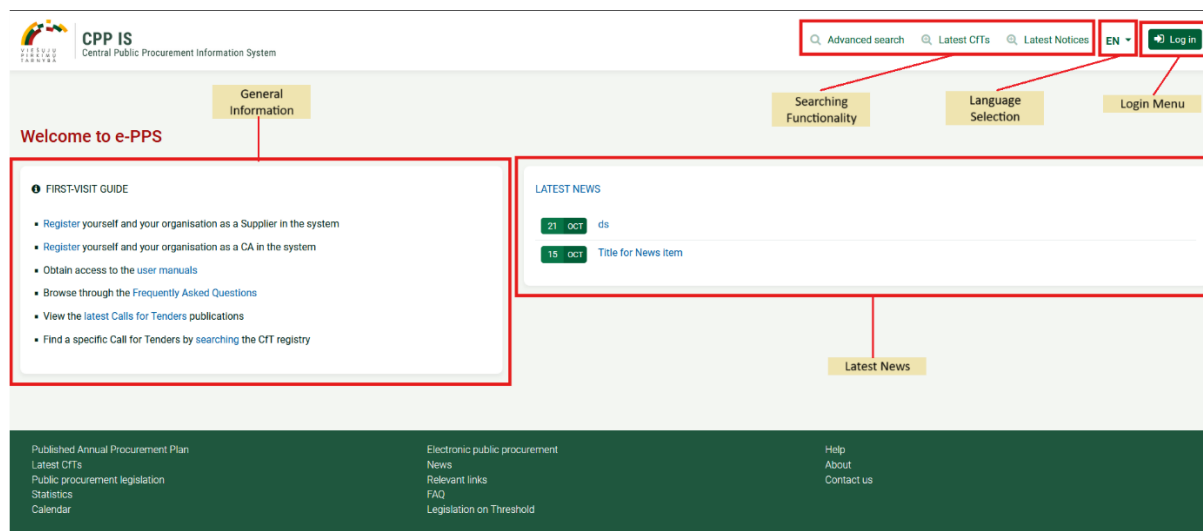 VIEŠŲJŲ
PIRKIMŲ
TARNYBA
CPP IS
Central Public Procurement Information System
Advanced search
Latest CfTs
Latest Notices
EN
Log in
General
Information
Searching
Functionality
Language
Selection
Login Menu
Welcome to e-PPS
FIRST-VISIT GUIDE
Register yourself and your organisation as a Supplier in the system
Register yourself and your organisation as a CA in the system
Obtain access to the user manuals
Browse through the Frequently Asked Questions
View the latest Calls for Tenders publications
Find a specific Call for Tenders by searching the CfT registry
LATEST NEWS
21 OCT ds
15 OCT Title for News item
Latest News
Published Annual Procurement Plan
Latest CfTs
Public procurement legislation
Statistics
Calendar
Electronic public procurement
News
Relevant links
FAQ
Legislation on Threshold
Help
About
Contact us